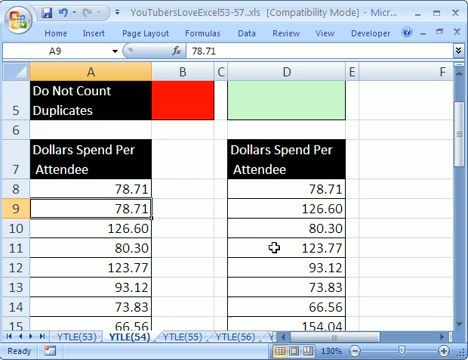 YouTubersLoveExcel53-57..xls [Compatibility Mode] - Micr...
Home Insert Page Layout Formulas Data Review View Developer
A9 fx 78.71
A B C D E F
5 Do Not Count
Duplicates
6
7 Dollars Spend Per Dollars Spend Per
Attendee Attendee
8 78.71 78.71
9 78.71 126.60
10 126.60 80.30
11 80.30 123.77
12 123.77 93.12
13 93.12 73.83
14 73.83 66.56
15 66.56 154.04
YTLE(53) YTLE(54) YTLE(55) YTLE(56)
Ready 130%